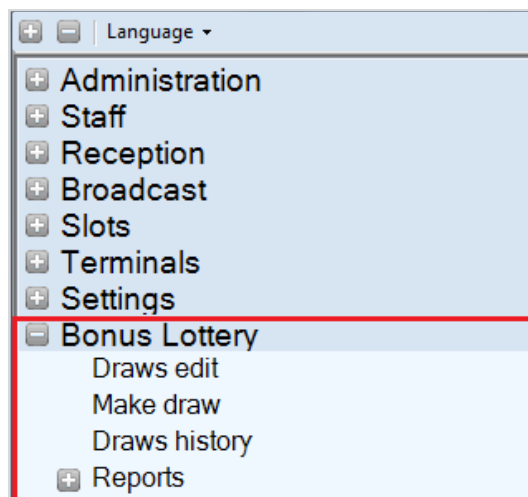 Language
Administration
Staff
Reception
Broadcast
Slots
Terminals
Settings
Bonus Lottery
Draws edit
Make draw
Draws history
Reports